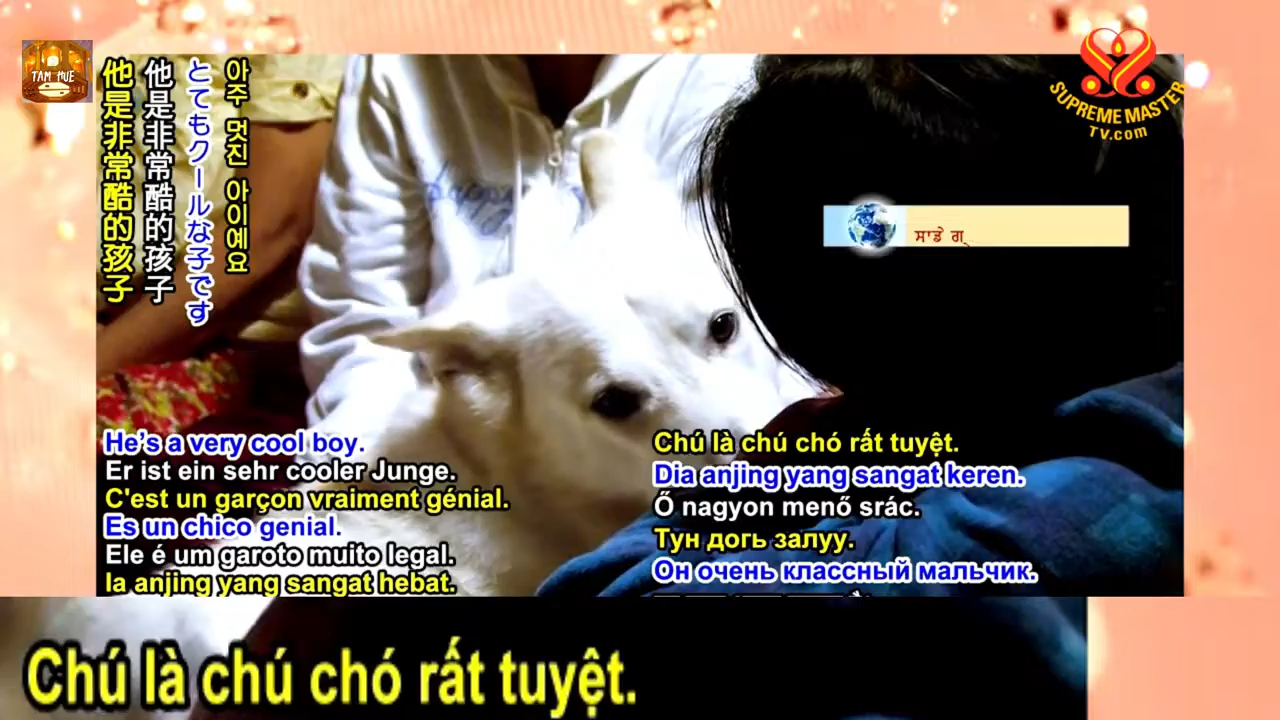 TAM HUE
SUPREME MASTER
TV.com
他是非常酷的孩子
他是非常酷的孩子
とてもクールな子です
아주 멋진 아이예요
ਸਾਡੇ ਗ੍
He's a very cool boy.
Er ist ein sehr cooler Junge.
C'est un garçon vraiment génial.
Es un chico genial.
Ele é um garoto muito legal.
Ia anjing yang sangat hebat.
Chú là chú chó rất tuyệt.
Dia anjing yang sangat keren.
Ő nagyon menő srác.
Тун догь залуу.
Он очень классный мальчик.
Chú là chú chó rất tuyệt.